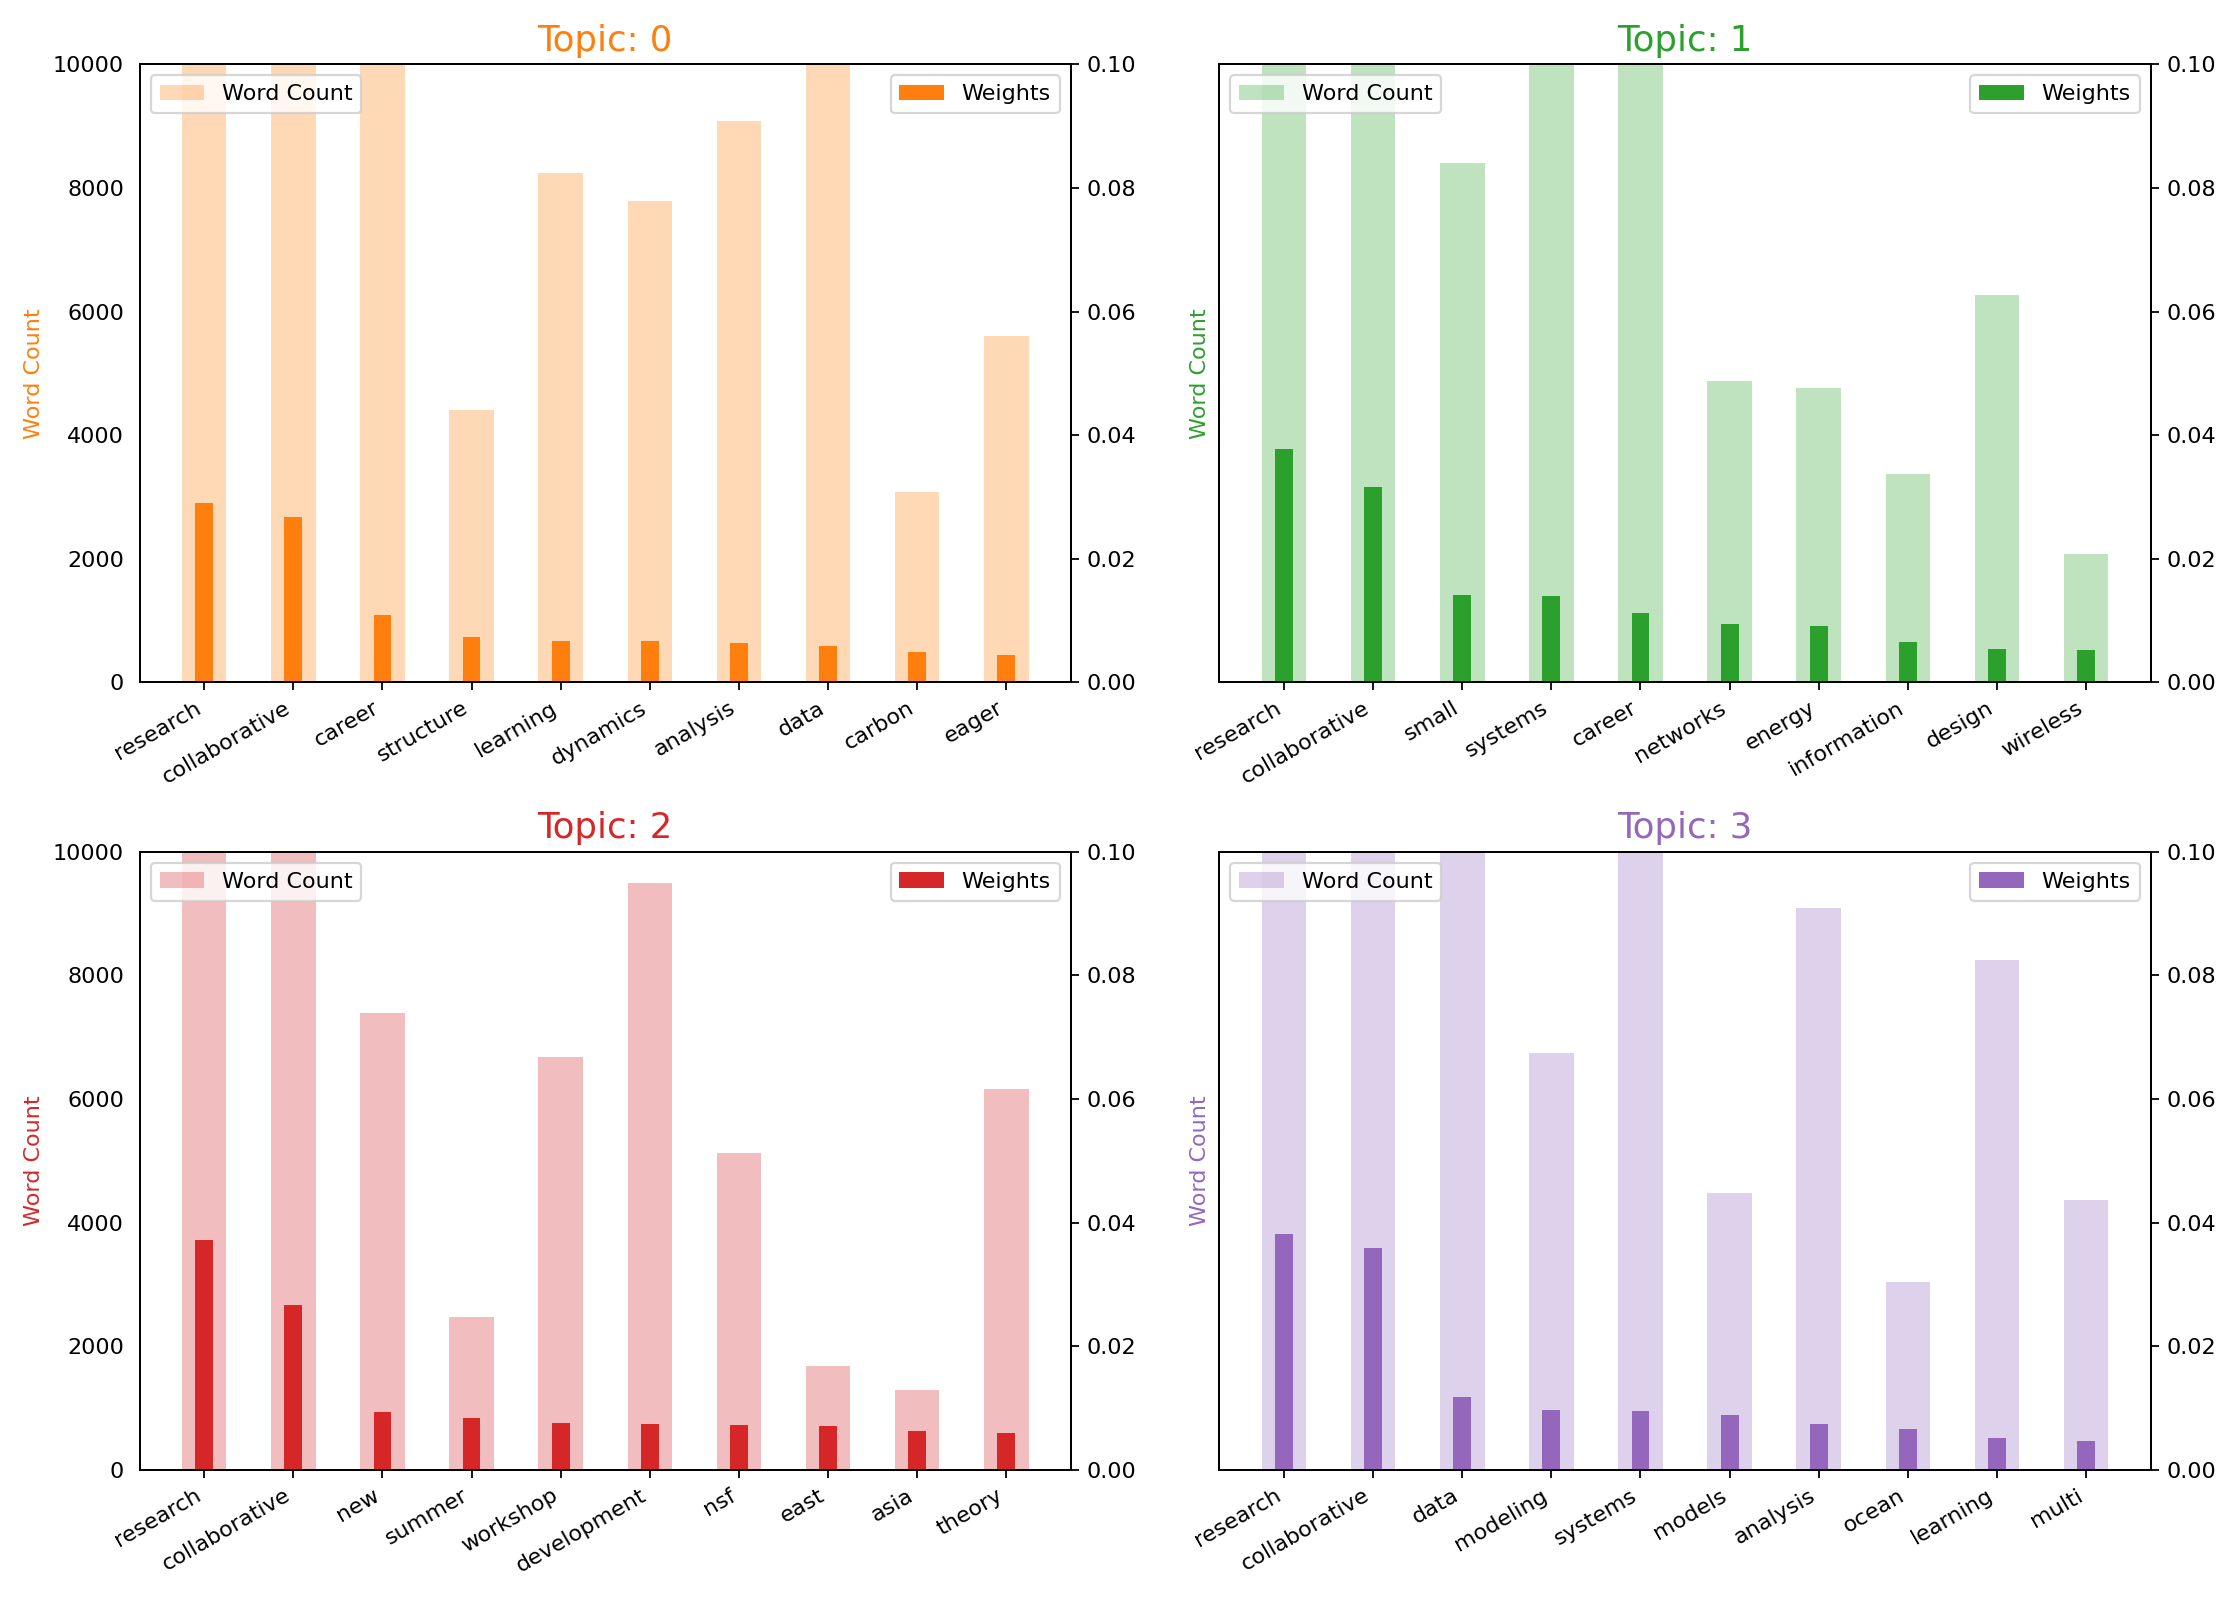 Topic: 0
Word Count
Weights
Word Count
10000
8000
6000
4000
2000
0
0.10
0.08
0.06
0.04
0.02
0.00
research
collaborative
career
structure
learning
dynamics
analysis
data
carbon
eager
Topic: 1
Word Count
Weights
Word Count
0.10
0.08
0.06
0.04
0.02
0.00
research
collaborative
small
systems
career
networks
energy
information
design
wireless
Topic: 2
Word Count
Weights
Word Count
10000
8000
6000
4000
2000
0
0.10
0.08
0.06
0.04
0.02
0.00
research
collaborative
new
summer
workshop
development
nsf
east
asia
theory
Topic: 3
Word Count
Weights
Word Count
0.10
0.08
0.06
0.04
0.02
0.00
research
collaborative
data
modeling
systems
models
analysis
ocean
learning
multi